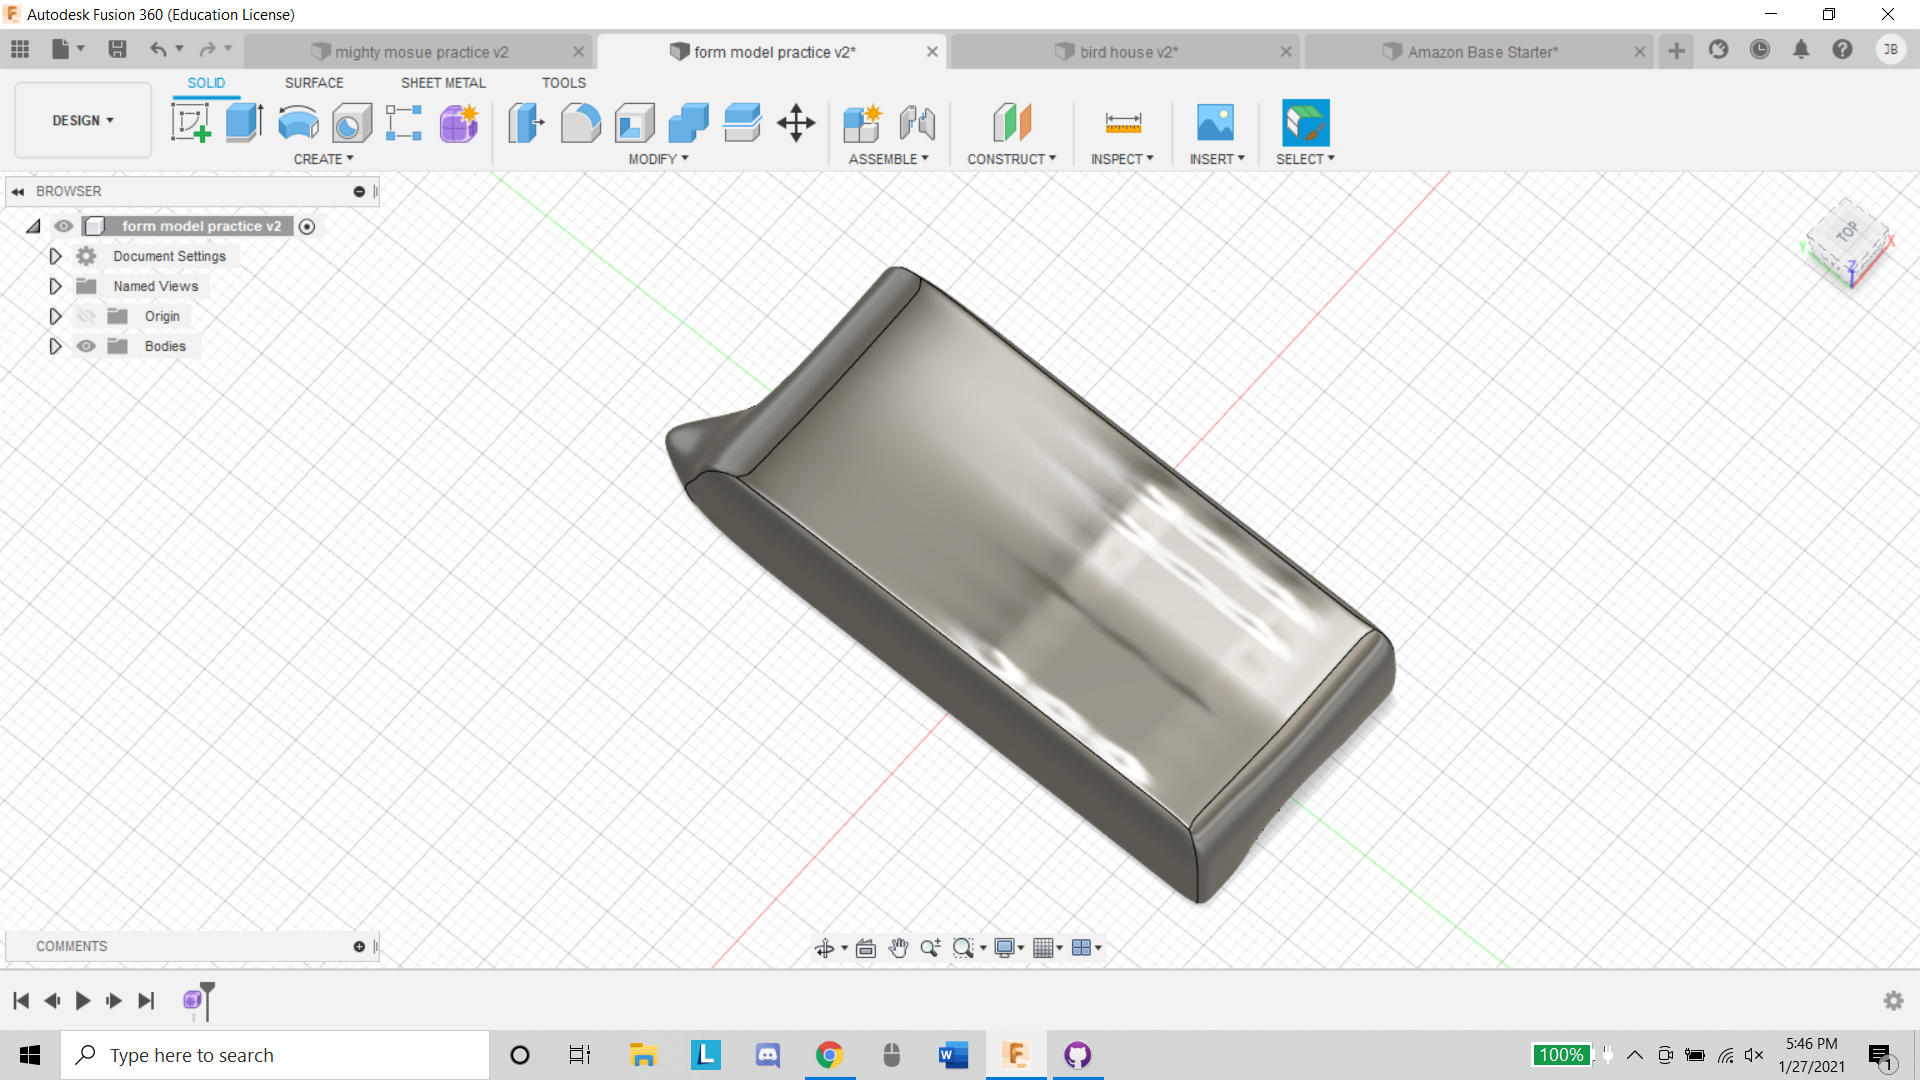 Autodesk Fusion 360 (Education License)
mighty mosue practice v2
form model practice v2*
bird house v2*
Amazon Base Starter*
JB
SOLID
SURFACE
SHEET METAL
TOOLS
DESIGN
CREATE
MODIFY
ASSEMBLE
CONSTRUCT
INSPECT
INSERT
SELECT
BROWSER
form model practice v2
Document Settings
Named Views
Origin
Bodies
TOP
Y
X
Z
COMMENTS
Type here to search
L
W
F
100%
5:46 PM
1/27/2021
1